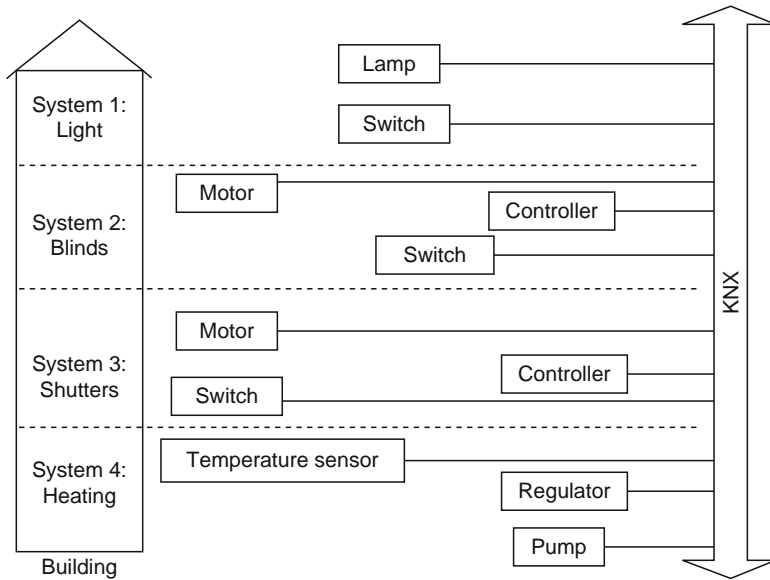 System 1:
Light
Lamp
Switch
System 2:
Blinds
Motor
Controller
Switch
System 3:
Shutters
Motor
Controller
Switch
System 4:
Heating
Temperature sensor
Regulator
Pump
Building
KNX